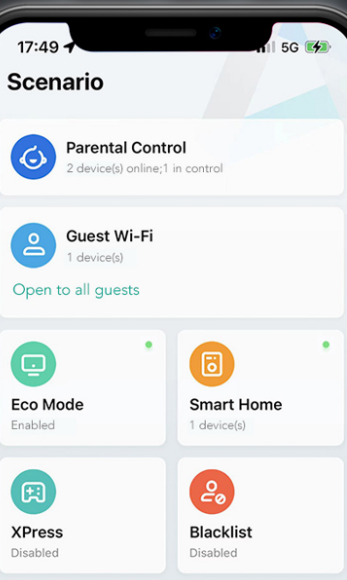 17:49
5G
Scenario
Parental Control
2 device(s) online;1 in control
Guest Wi-Fi
1 device(s)
Open to all guests
Eco Mode
Enabled
Smart Home
1 device(s)
XPress
Disabled
Blacklist
Disabled